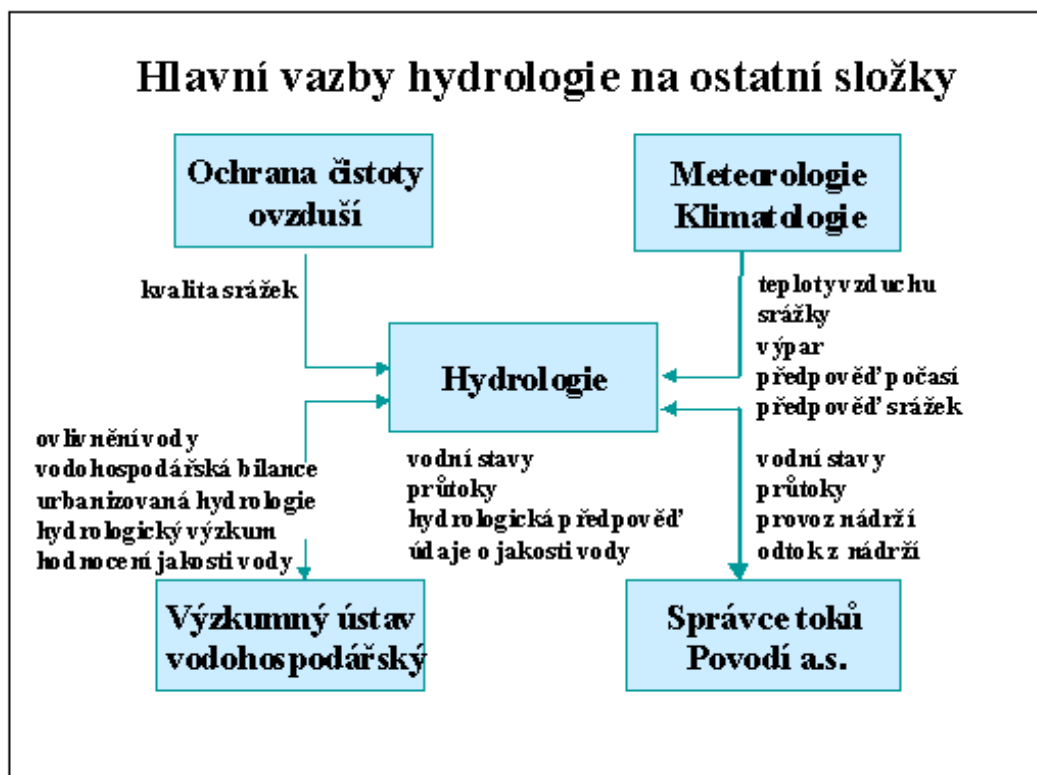 Hlavní vazby hydrologie na ostatní složky
Ochrana čistoty
ovzduší
Meteorologie
Klimatologie
kvalita srážek
teploty vzduchu
srážky
výpar
předpověď počasí
předpověď srážek
Hydrologie
ovlivnění vody
vodohospodářská bilance
urbanizovaná hydrologie
hydrologický výzkum
hodnocení jakosti vody
vodní stavy
průtoky
hydrologická předpověď
údaje o jakosti vody
vodní stavy
průtoky
provoz nádrží
odtok z nádrží
Výzkumný ústav
vodohospodářský
Správce toků
Povodí a.s.